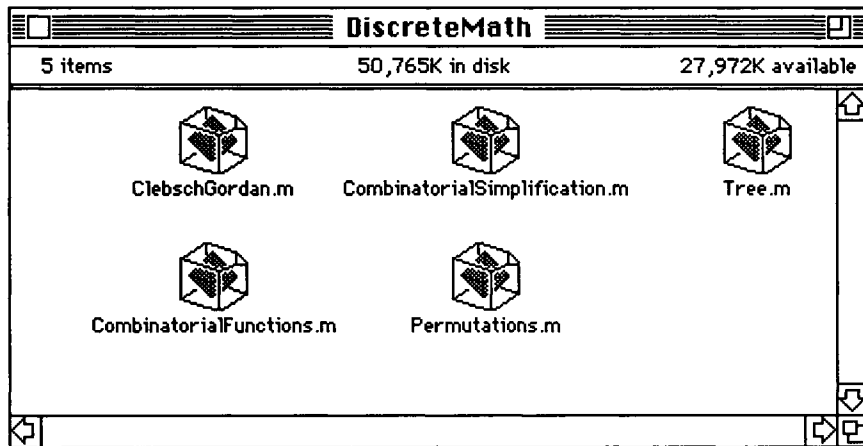 DiscreteMath
5 items 50,765K in disk 27,972K available
ClebschGordan.m CombinatorialSimplification.m Tree.m
CombinatorialFunctions.m Permutations.m